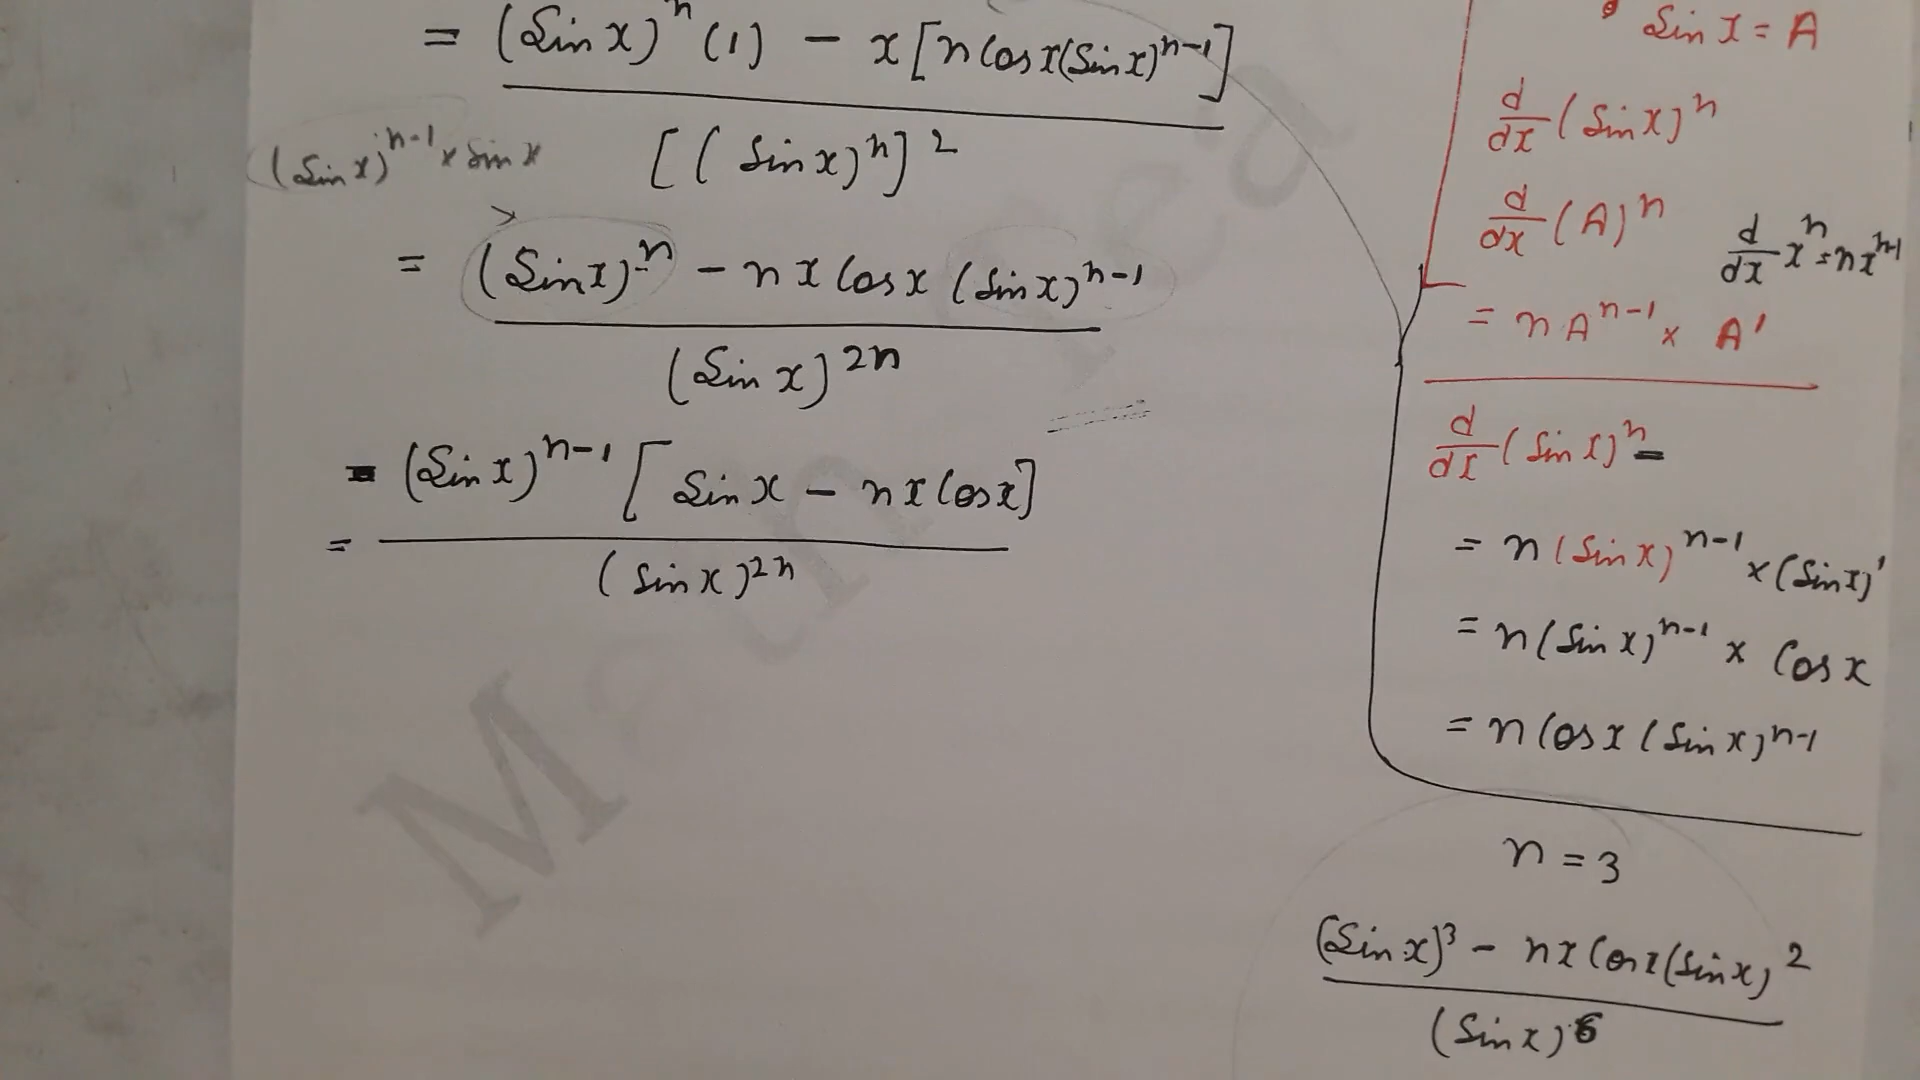 = (Sin x)^n (1) - x[n Cos x(Sin x)^n-1]
[(Sin x)^n]^2
(Sin x)^n-1 x Sin x
= (Sin x)^n - n x Cos x (Sin x)^n-1
(Sin x)^2n
= (Sin x)^n-1 [Sin x - n x Cos x]
=
(Sin x)^2n
Sin x = A
d/dx (Sin x)^n
d/dx (A)^n
d/dx x^n = nx^n-1
= n A^n-1 x A'
d/dx (Sin x)^n =
= n (Sin x)^n-1 x (Sin x)'
= n (Sin x)^n-1 x Cos x
= n Cos x (Sin x)^n-1
n = 3
(Sin x)^3 - n x Cos x (Sin x)^2
(Sin x)^6